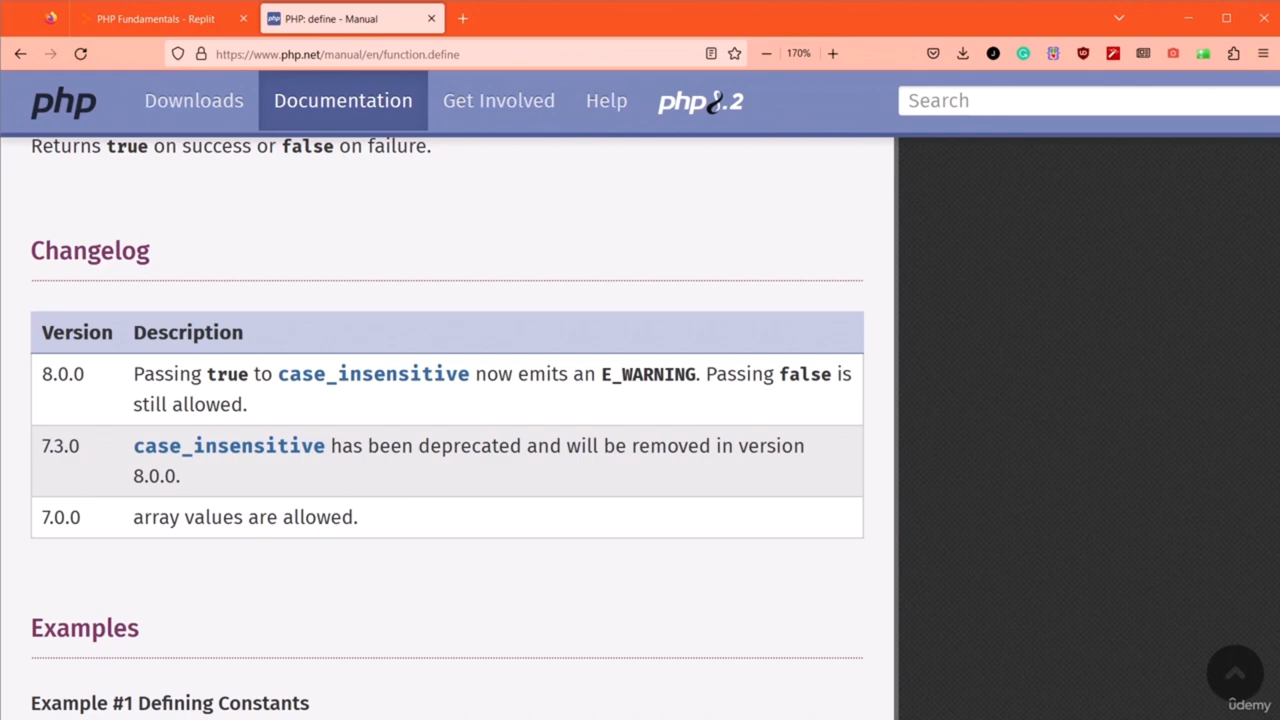 PHP Fundamentals - Replit
php
PHP: define - Manual
https://www.php.net/manual/en/function.define
170%
php
Downloads
Documentation
Get Involved
Help
php8.2
Search
Returns true on success or false on failure.
Changelog
Version Description
8.0.0 Passing true to case_insensitive now emits an E_WARNING. Passing false is
still allowed.
7.3.0 case_insensitive has been deprecated and will be removed in version
8.0.0.
7.0.0 array values are allowed.
Examples
Example #1 Defining Constants
udemy